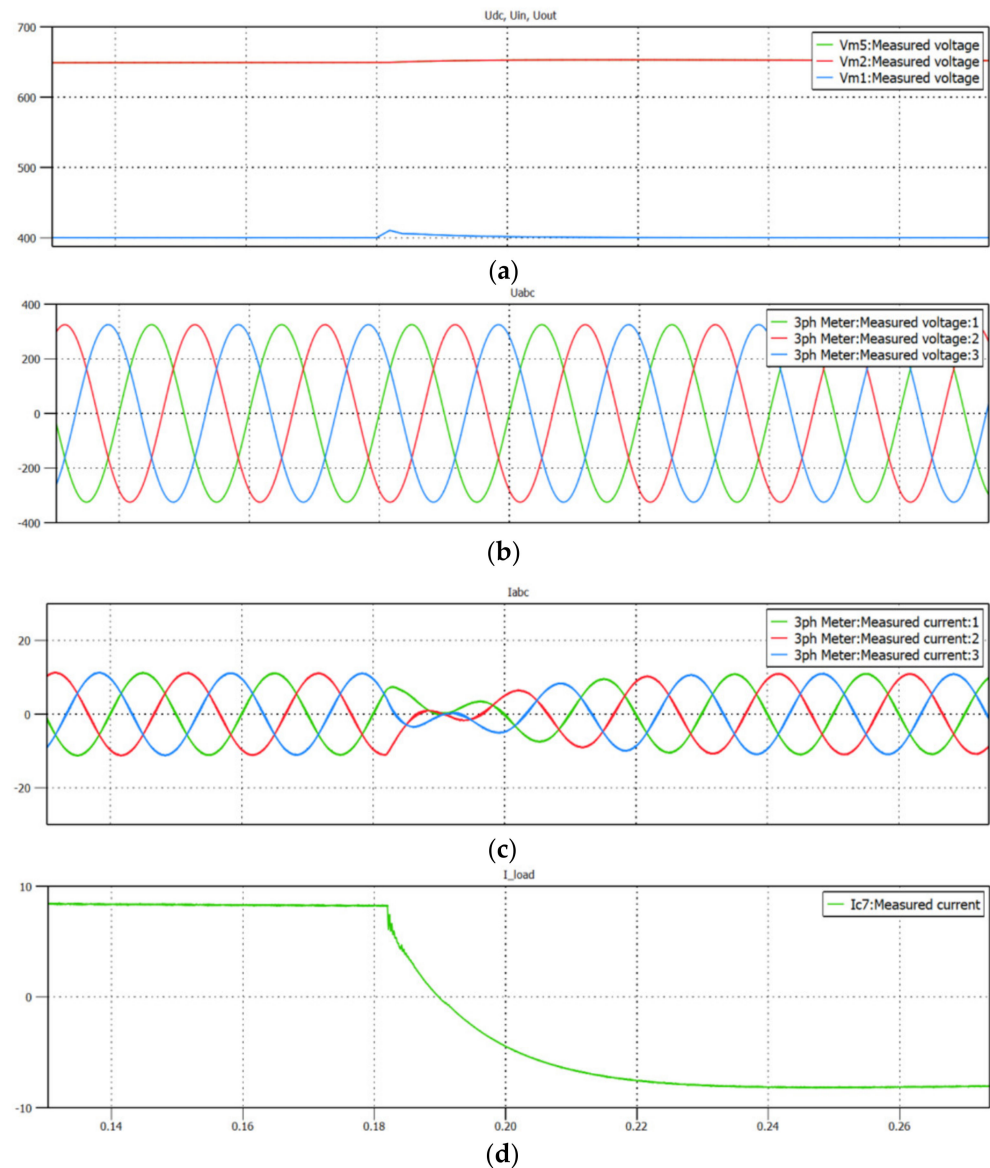 Udc, Uin, Uout
700
600
500
400
Vm5:Measured voltage
Vm2:Measured voltage
Vm1:Measured voltage
(a)
Uabc
400
200
0
-200
-400
3ph Meter:Measured voltage:1
3ph Meter:Measured voltage:2
3ph Meter:Measured voltage:3
(b)
Iabc
20
0
-20
3ph Meter:Measured current:1
3ph Meter:Measured current:2
3ph Meter:Measured current:3
(c)
I_load
10
0
-10
Ic7:Measured current
0.14 0.16 0.18 0.20 0.22 0.24 0.26
(d)